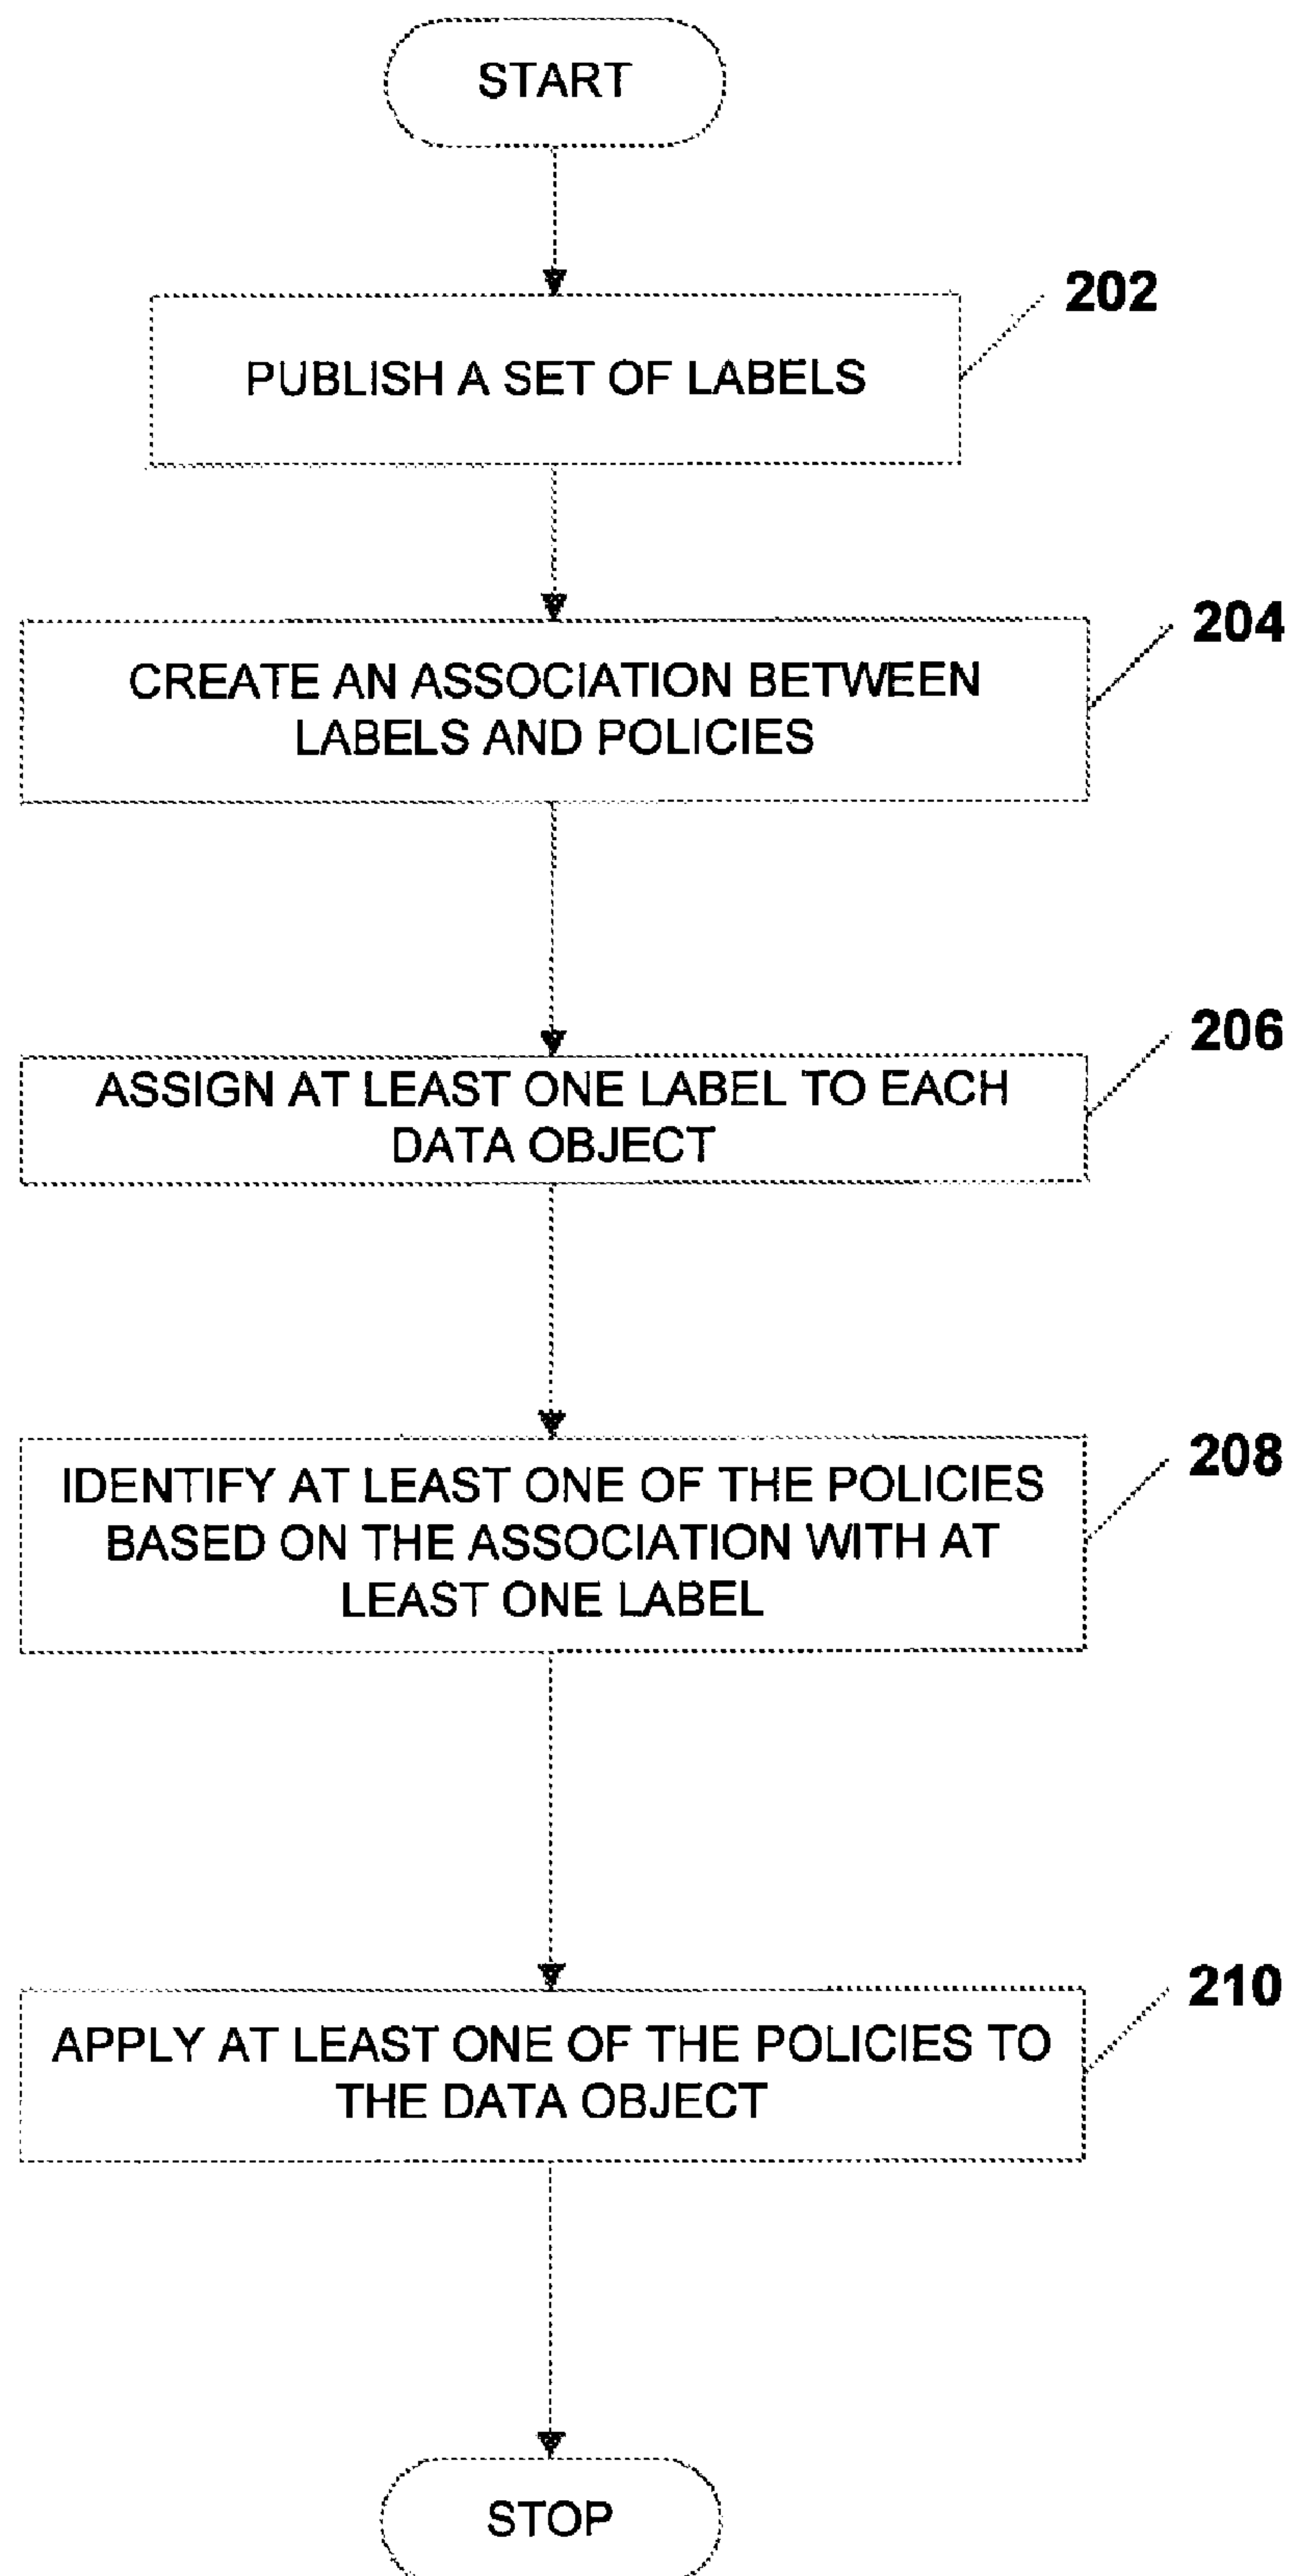 START
202
PUBLISH A SET OF LABELS
204
CREATE AN ASSOCIATION BETWEEN
LABELS AND POLICIES
206
ASSIGN AT LEAST ONE LABEL TO EACH
DATA OBJECT
208
IDENTIFY AT LEAST ONE OF THE POLICIES
BASED ON THE ASSOCIATION WITH AT
LEAST ONE LABEL
210
APPLY AT LEAST ONE OF THE POLICIES TO
THE DATA OBJECT
STOP